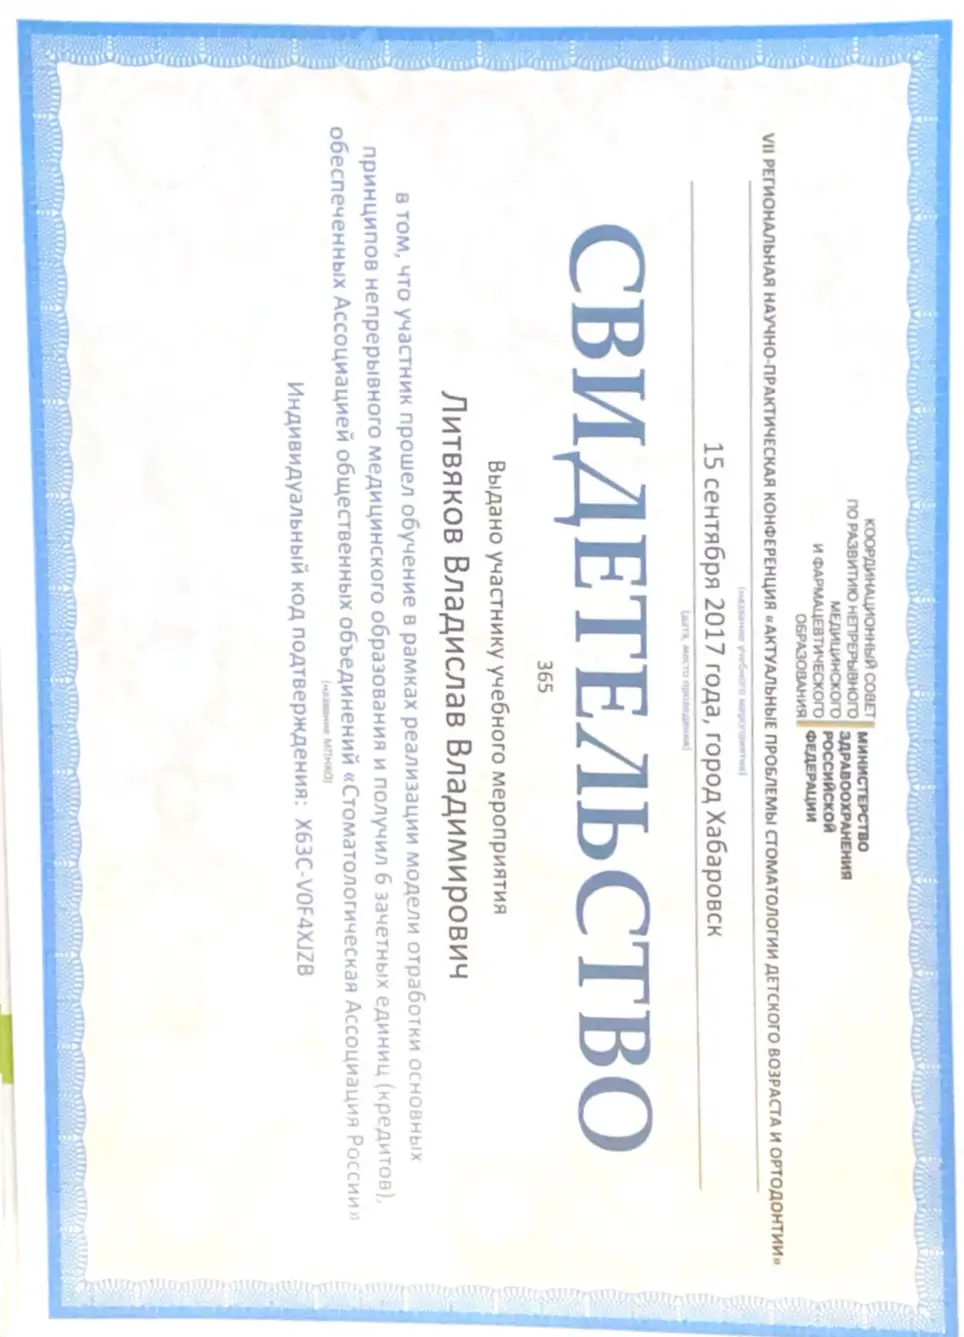 КООРДИНАЦИОННЫЙ СОВЕТ
ПО РАЗВИТИЮ НЕПРЕРЫВНОГО
МЕДИЦИНСКОГО
И ФАРМАЦЕВТИЧЕСКОГО
ОБРАЗОВАНИЯ
МИНИСТЕРСТВО
ЗДРАВООХРАНЕНИЯ
РОССИЙСКОЙ
ФЕДЕРАЦИИ
VII РЕГИОНАЛЬНАЯ НАУЧНО-ПРАКТИЧЕСКАЯ КОНФЕРЕНЦИЯ «АКТУАЛЬНЫЕ ПРОБЛЕМЫ СТОМАТОЛОГИИ ДЕТСКОГО ВОЗРАСТА И ОРТОДОНТИИ»
(название учебного мероприятия)
15 сентября 2017 года, город Хабаровск
(дата, место проведения)
СВИДЕТЕЛЬСТВО
365
Выдано участнику учебного мероприятия
Литвяков Владислав Владимирович
в том, что участник прошел обучение в рамках реализации модели отработки основных
принципов непрерывного медицинского образования и получил 6 зачетных единиц (кредитов),
обеспеченных Ассоциацией общественных объединений «Стоматологическая Ассоциация России»
(название МПНКО)
Индивидуальный код подтверждения: X63C-V0F4XJZB